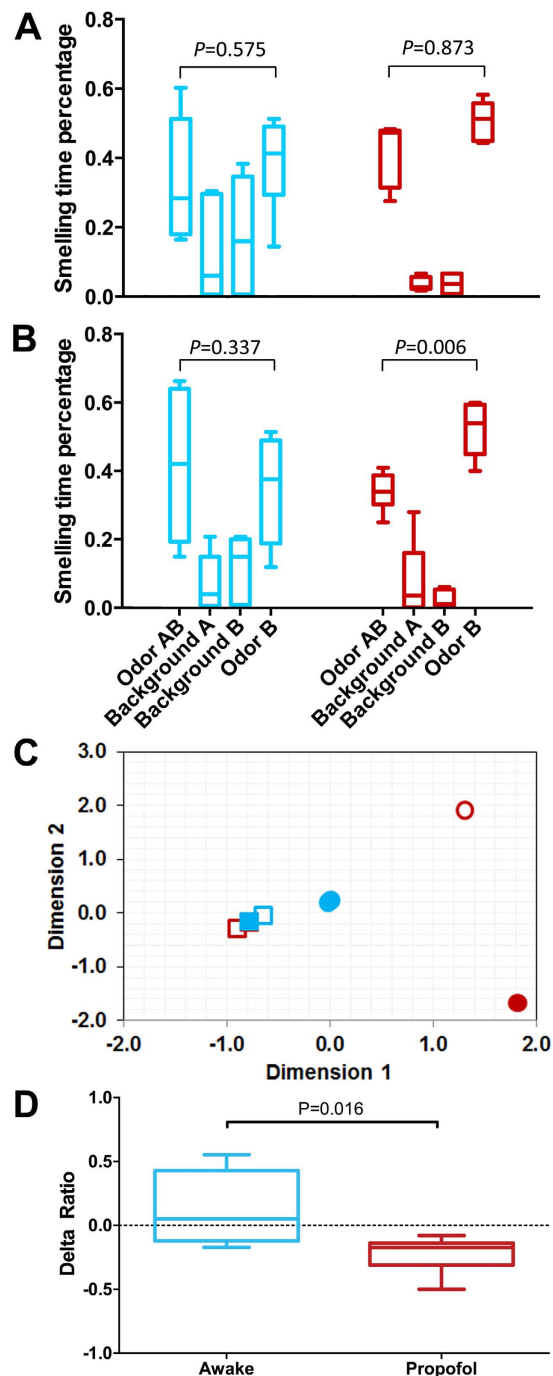 A
Smelling time percentage
0.8
0.6
0.4
0.2
0.0
P=0.575
P=0.873
B
Smelling time percentage
0.8
0.6
0.4
0.2
0.0
P=0.337
P=0.006
Odor AB
Background A
Background B
Odor B
Odor AB
Background A
Background B
Odor B
C
Dimension 2
3.0
2.0
1.0
0.0
-1.0
-2.0
-2.0
-1.0
0.0
1.0
2.0
Dimension 1
D
Delta Ratio
1.0
0.5
0.0
-0.5
-1.0
P=0.016
Awake
Propofol